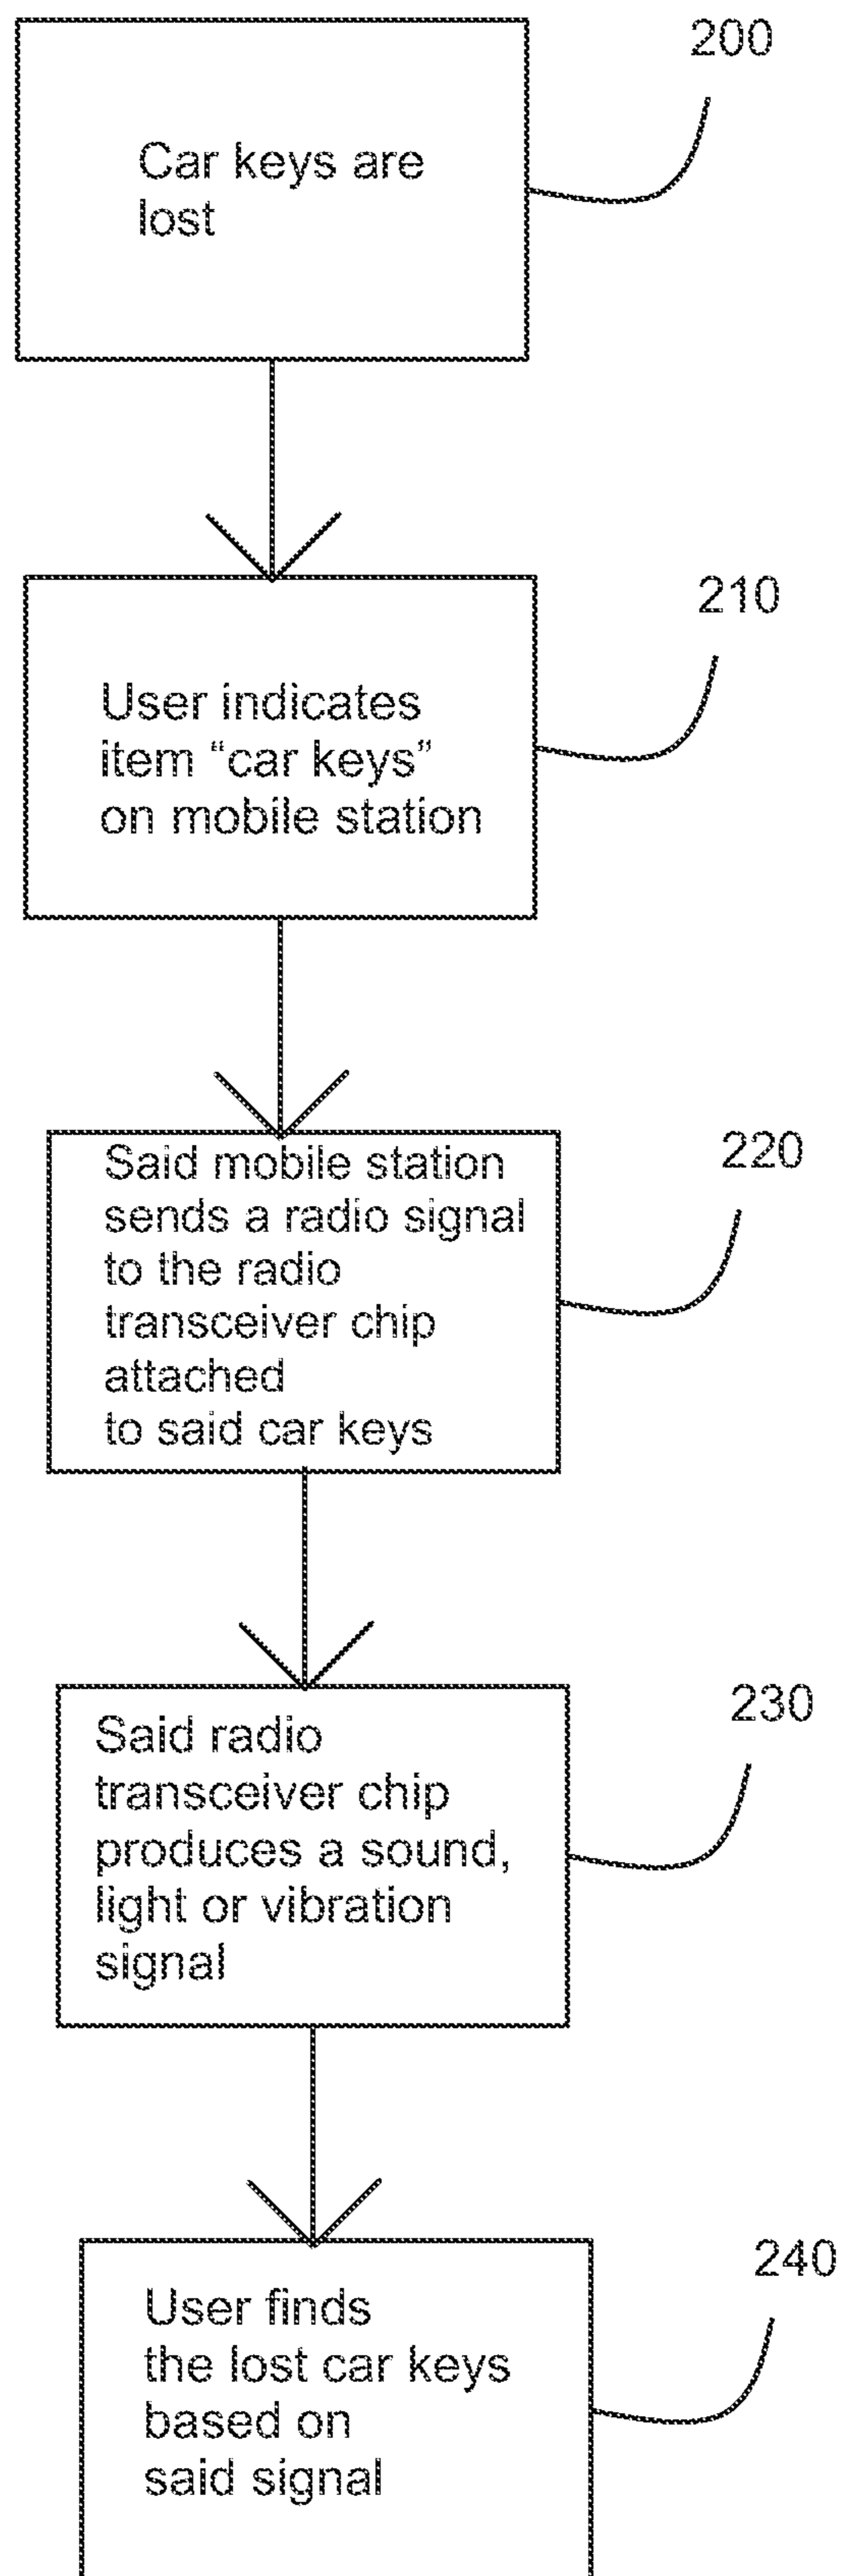 200
Car keys are
lost
210
User indicates
item “car keys”
on mobile station
220
Said mobile station
sends a radio signal
to the radio
transceiver chip
attached
to said car keys
230
Said radio
transceiver chip
produces a sound,
light or vibration
signal
240
User finds
the lost car keys
based on
said signal